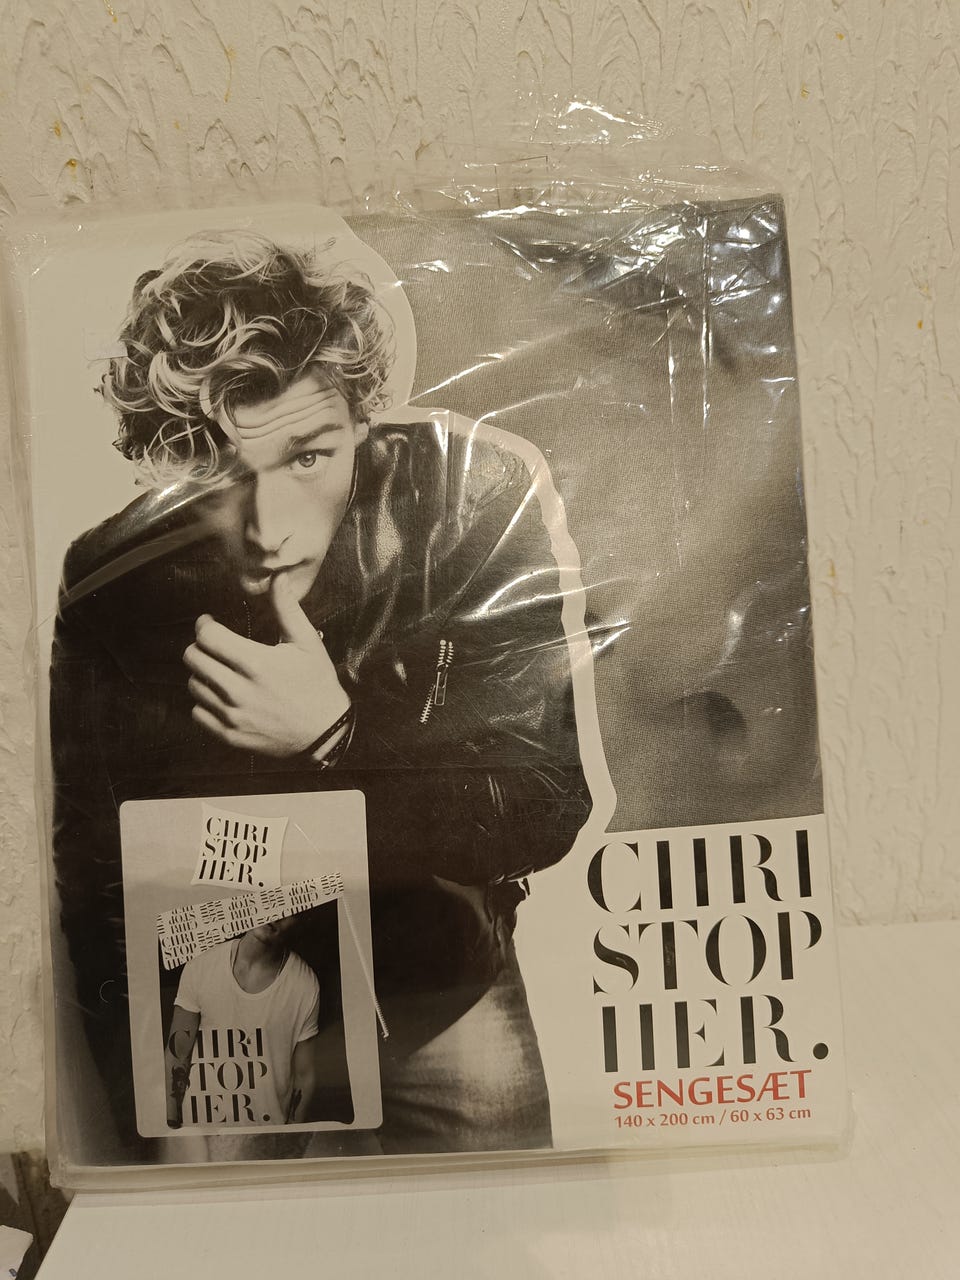 CHRI
STOP
HER.
CHRI
STOP
HER.
CHRI
STOP
HER.
SENGESÆT
140 x 200 cm / 60 x 63 cm